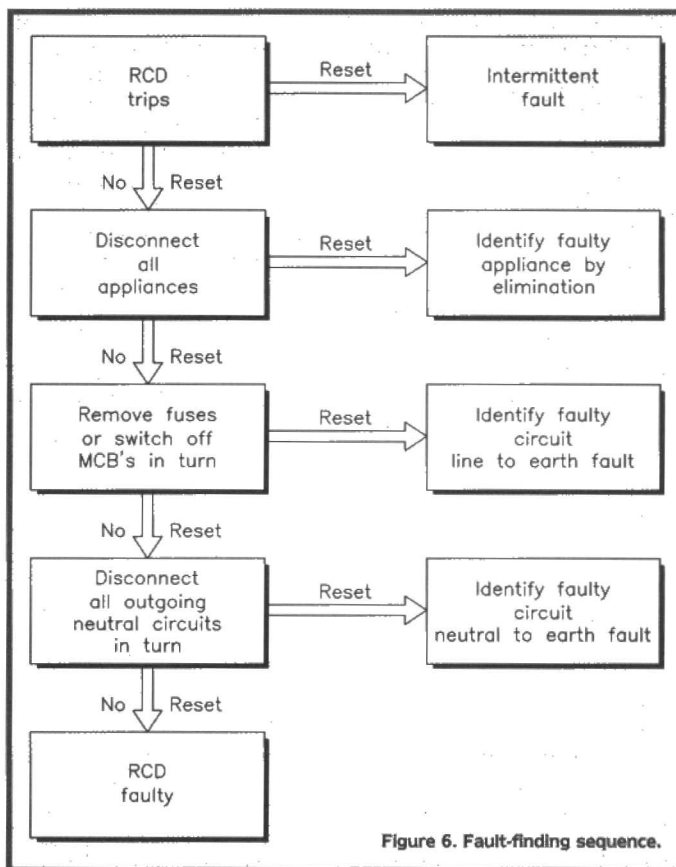 RCD
trips
Reset
Intermittent
fault
No Reset
Disconnect
all
appliances
Reset
Identify faulty
appliance by
elimination
No Reset
Remove fuses
or switch off
MCB's in turn
Reset
Identify faulty
circuit
line to earth fault
No Reset
Disconnect
all outgoing
neutral circuits
in turn
Reset
Identify faulty
circuit
neutral to earth fault
No Reset
RCD
faulty
Figure 6. Fault-finding sequence.